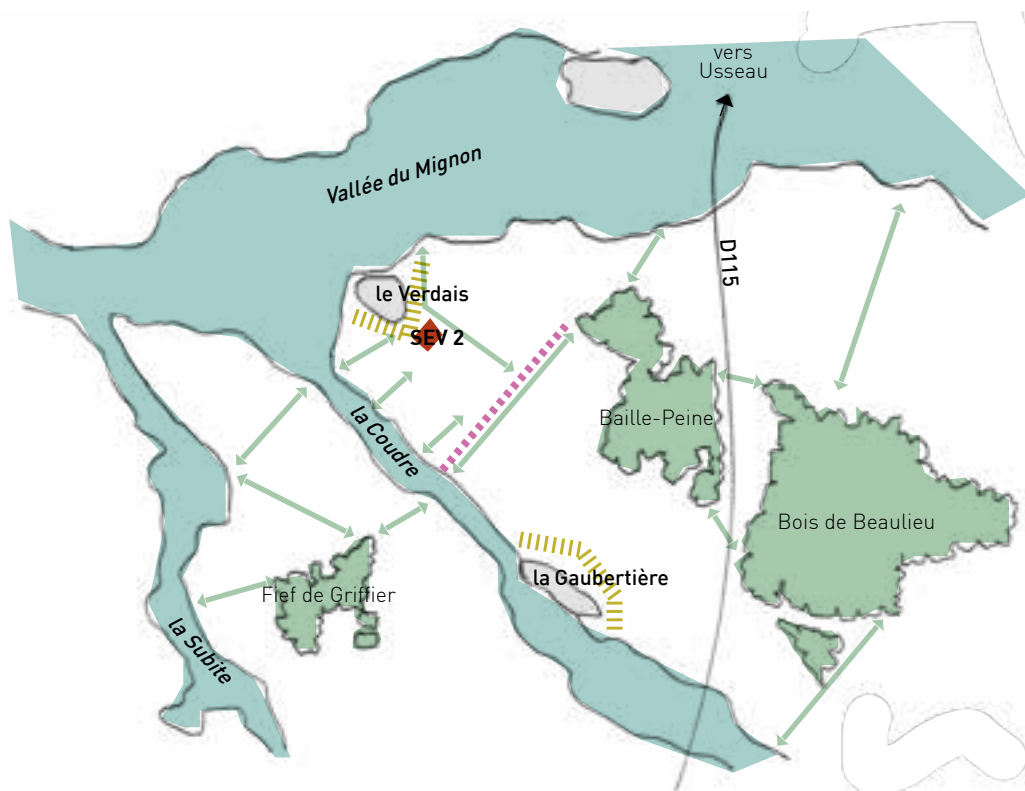 vers
Usseau
Vallée du Mignon
D115
le Verdais
SEV 2
Baille-Peine
la Coudre
Bois de Beaulieu
la Gaubertière
Fief de Griffier
la Subite